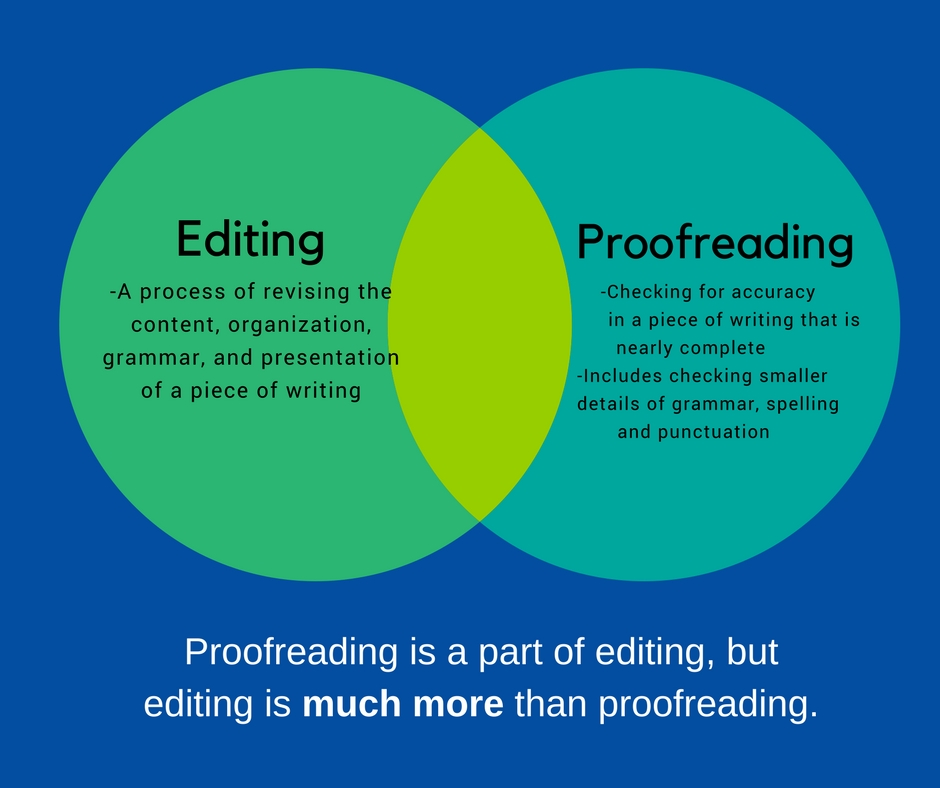 Editing
-A process of revising the
content, organization,
grammar, and presentation
of a piece of writing
Proofreading
-Checking for accuracy
in a piece of writing that is
nearly complete
-Includes checking smaller
details of grammar, spelling
and punctuation
Proofreading is a part of editing, but
editing is much more than proofreading.